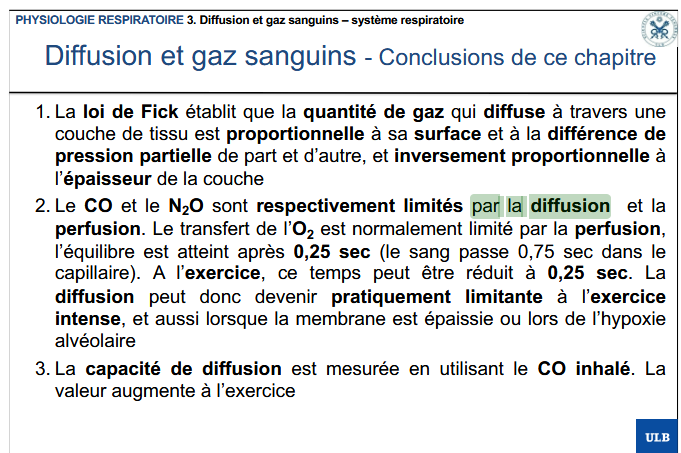 PHYSIOLOGIE RESPIRATOIRE 3. Diffusion et gaz sanguins – système respiratoire
Diffusion et gaz sanguins - Conclusions de ce chapitre
1. La loi de Fick établit que la quantité de gaz qui diffuse à travers une
couche de tissu est proportionnelle à sa surface et à la différence de
pression partielle de part et d’autre, et inversement proportionnelle à
l’épaisseur de la couche
2. Le CO et le N2O sont respectivement limités par la diffusion et la
perfusion. Le transfert de l’O2 est normalement limité par la perfusion,
l’équilibre est atteint après 0,25 sec (le sang passe 0,75 sec dans le
capillaire). A l’exercice, ce temps peut être réduit à 0,25 sec. La
diffusion peut donc devenir pratiquement limitante à l’exercice
intense, et aussi lorsque la membrane est épaissie ou lors de l’hypoxie
alvéolaire
3. La capacité de diffusion est mesurée en utilisant le CO inhalé. La
valeur augmente à l’exercice
ULB